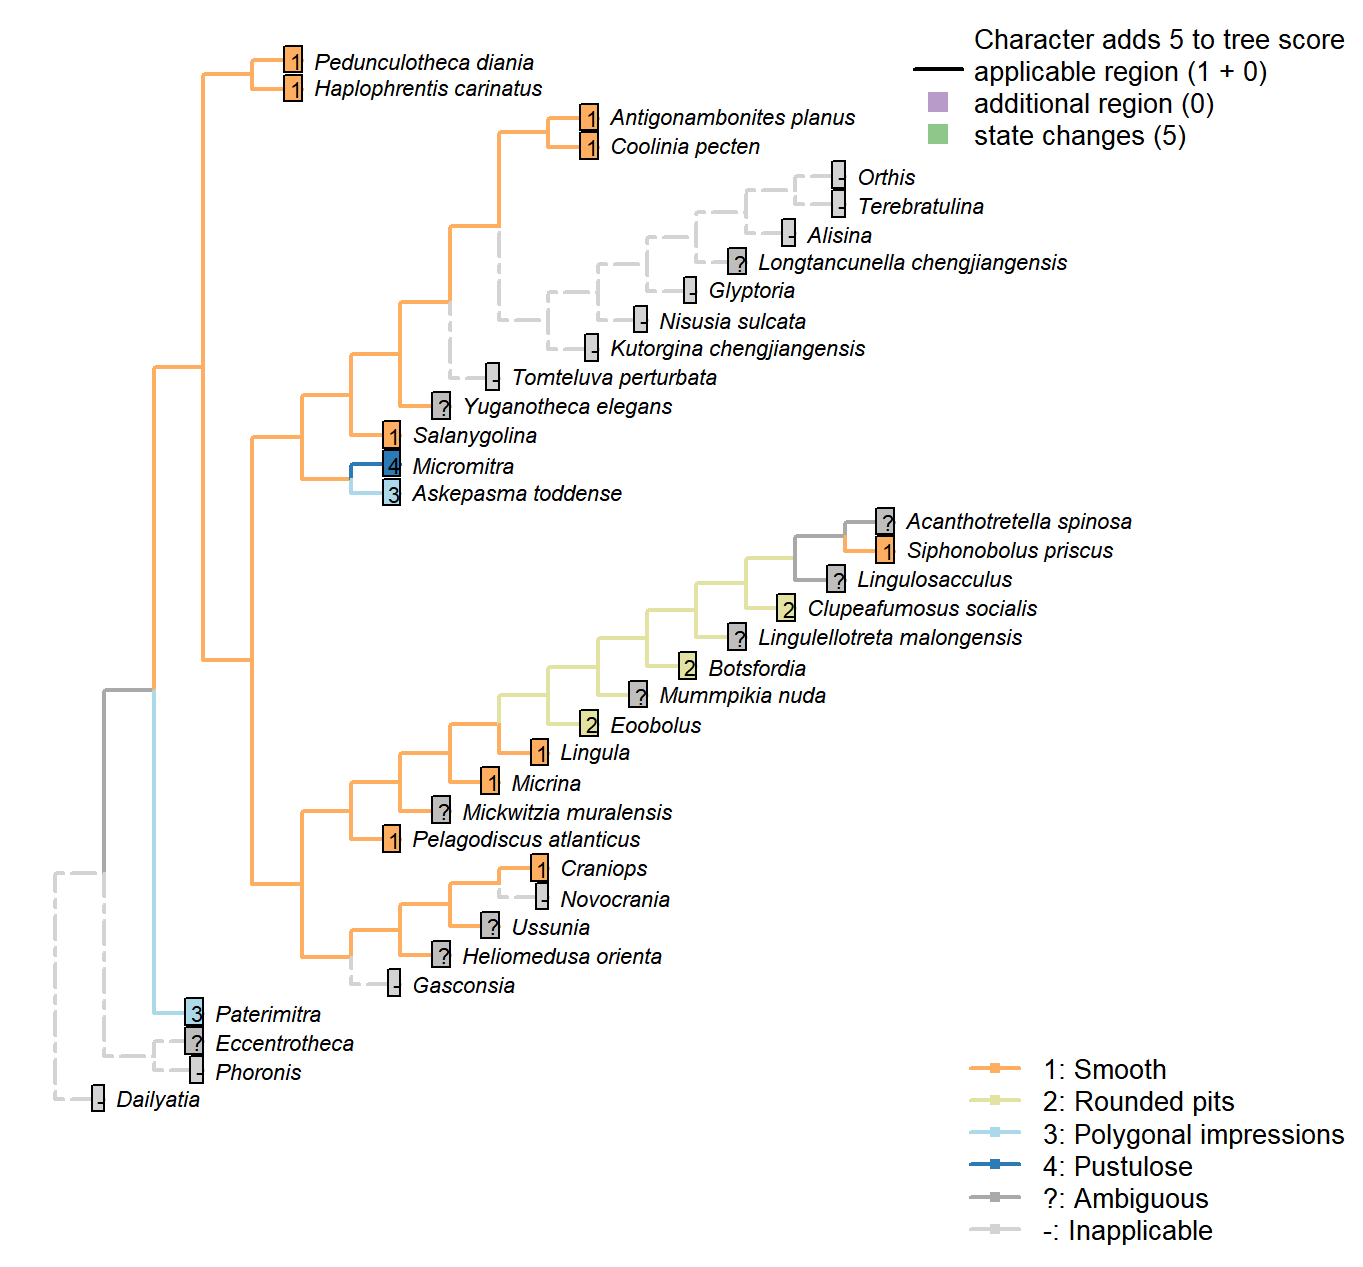 Character adds 5 to tree score
applicable region (1 + 0)
additional region (0)
state changes (5)
1 Pedunculotheca diania
1 Haplophrentis carinatus
1 Antigonambonites planus
1 Coolinia pecten
- Orthis
- Terebratulina
- Alisina
? Longtancunella chengjiangensis
- Glyptoria
- Nisusia sulcata
- Kutorgina chengjiangensis
- Tomteluva perturbata
? Yuganotheca elegans
1 Salanygolina
4 Micromitra
3 Askepasma toddense
? Acanthotretella spinosa
1 Siphonobolus priscus
? Lingulosacculus
2 Clupeafumosus socialis
? Lingulellotreta malongensis
2 Botsfordia
? Mummpikia nuda
2 Eoobolus
1 Lingula
1 Micrina
? Mickwitzia muralensis
1 Pelagodiscus atlanticus
1 Craniops
- Novocrania
? Ussunia
? Heliomedusa orienta
- Gasconsia
3 Paterimitra
? Eccentrotheca
- Phoronis
- Dailyatia
1: Smooth
2: Rounded pits
3: Polygonal impressions
4: Pustulose
?: Ambiguous
-: Inapplicable